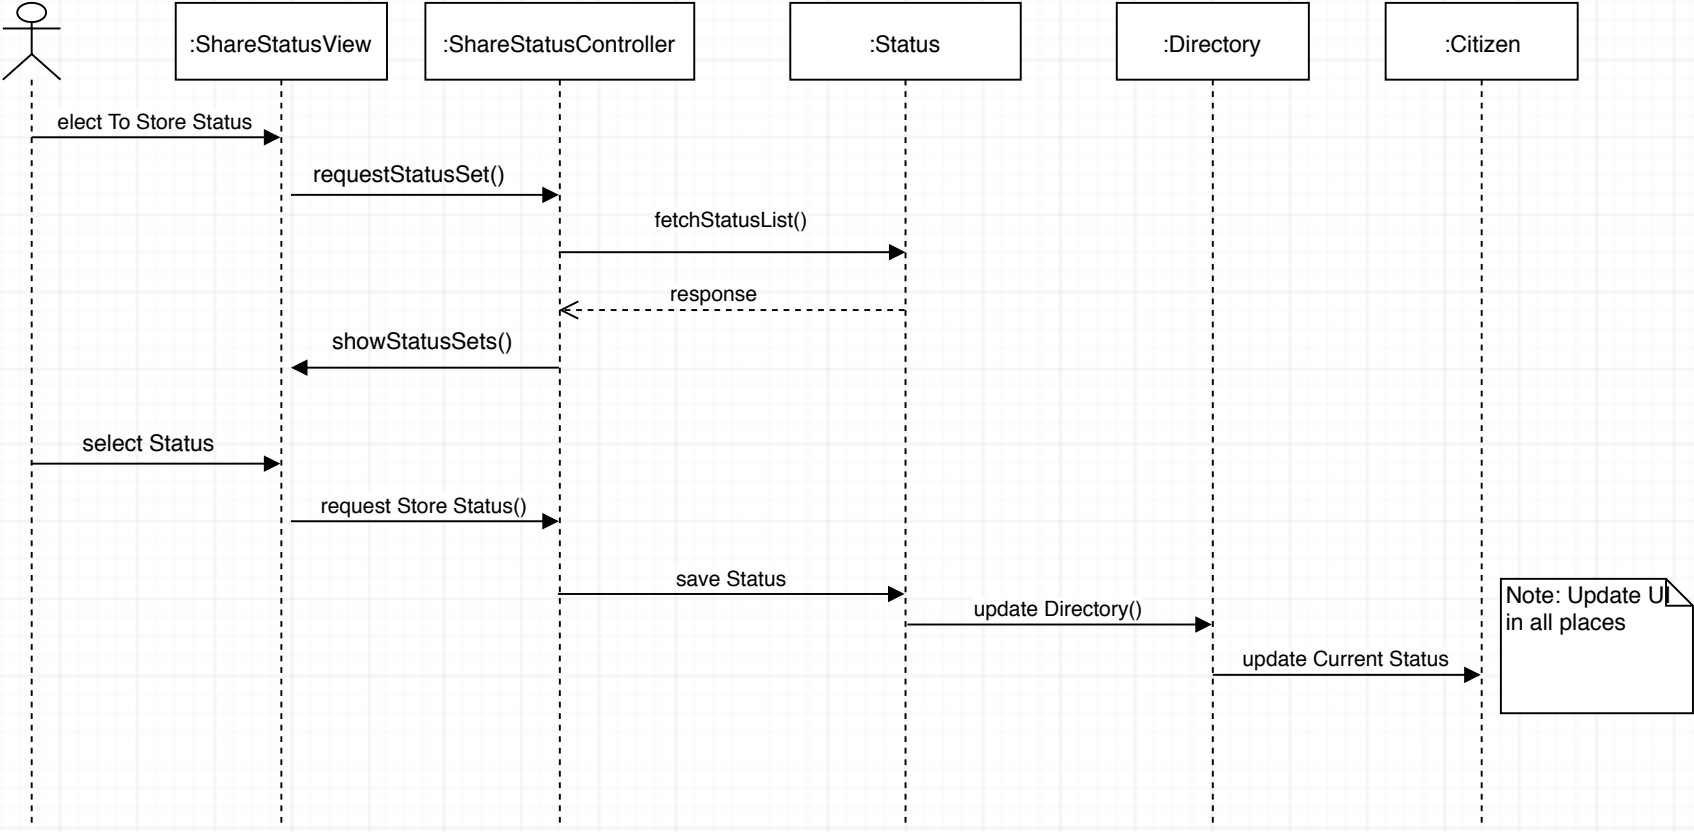 :ShareStatusView
:ShareStatusController
:Status
:Directory
:Citizen
elect To Store Status
requestStatusSet()
fetchStatusList()
response
showStatusSets()
select Status
request Store Status()
save Status
update Directory()
update Current Status
Note: Update UI
in all places